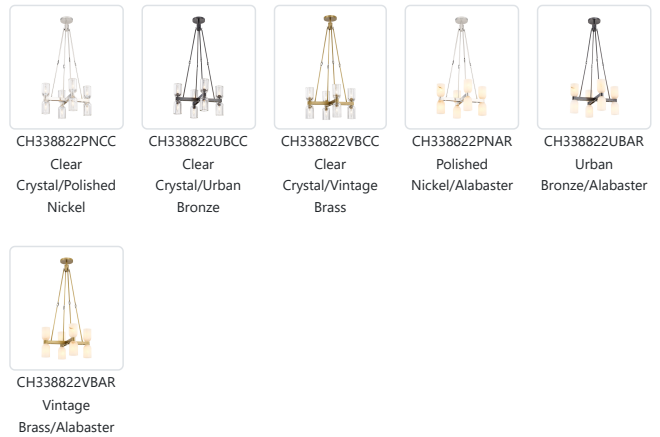 CH338822PNCC
Clear
Crystal/Polished
Nickel
CH338822UBCC
Clear
Crystal/Urban
Bronze
CH338822VBCC
Clear
Crystal/Vintage
Brass
CH338822PNAR
Polished
Nickel/Alabaster
CH338822UBAR
Urban
Bronze/Alabaster
CH338822VBAR
Vintage
Brass/Alabaster